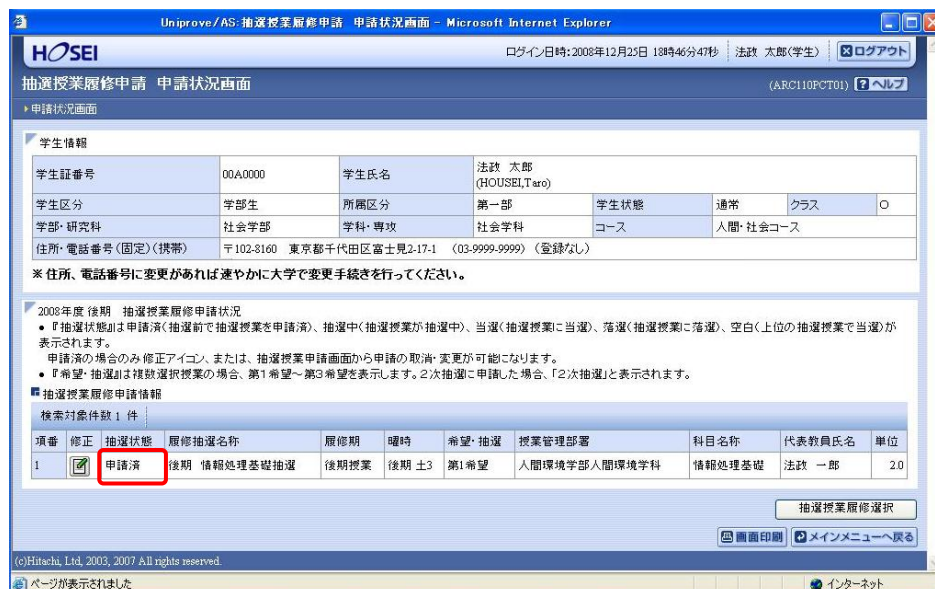 Uniprove/AS:抽選授業履修申請 申請状況画面 - Microsoft Internet Explorer
HOSEI ログイン日時:2008年12月25日 18時46分47秒 法政 太郎(学生) ログアウト
抽選授業履修申請 申請状況画面 (ARC110PCT01) ? ヘルプ
申請状況画面
学生情報
学生証番号 00A0000 学生氏名 法政 太郎
(HOUSEI,Taro)
学生区分 学部生 所属区分 第一部 学生状態 通常 クラス O
学部・研究科 社会学部 学科・専攻 社会学科 コース 人間・社会コース
住所・電話番号(固定)(携帯) 〒102-8160 東京都千代田区富士見2-17-1 (03-9999-9999) (登録なし)
※住所、電話番号に変更があれば速やかに大学で変更手続きを行ってください。
2008年度 後期 抽選授業履修申請状況
● 『抽選状態』は申請済(抽選前で抽選授業を申請済)、抽選中(抽選授業が抽選中)、当選(抽選授業に当選)、落選(抽選授業に落選)、空白(上位の抽選授業で当選)が
表示されます。
申請済の場合のみ修正アイコン、または、抽選授業申請画面から申請の取消・変更が可能になります。
● 『希望・抽選』は複数選択授業の場合、第1希望~第3希望を表示します。2次抽選に申請した場合、「2次抽選」と表示されます。
抽選授業履修申請情報
検索対象件数 1 件
項番 修正 抽選状態 履修抽選名称 履修期 曜時 希望・抽選 授業管理部署 科目名称 代表教員氏名 単位
1 申請済 後期 情報処理基礎抽選 後期授業 後期 土3 第1希望 人間環境学部人間環境学科 情報処理基礎 法政 一郎 2.0
抽選授業履修選択
画面印刷 メインメニューへ戻る
(c)Hitachi, Ltd, 2003, 2007 All rights reserved.
ページが表示されました インターネット